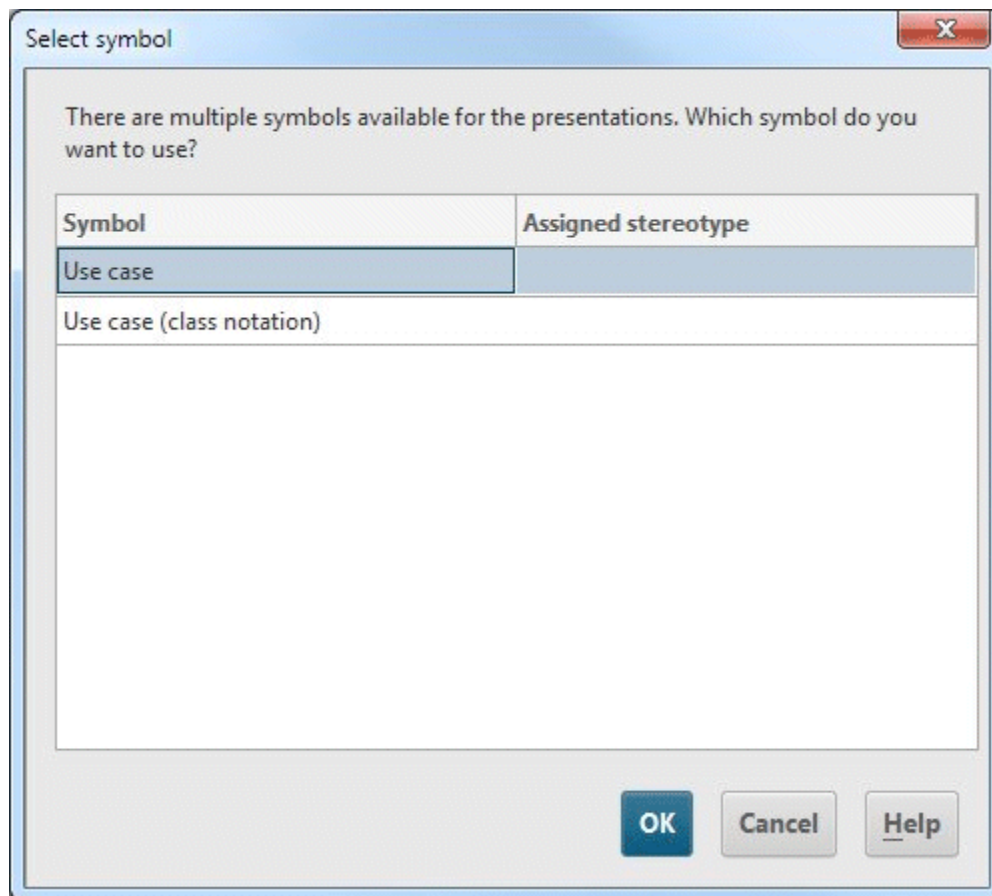 Select symbol
There are multiple symbols available for the presentations. Which symbol do you
want to use?
Symbol Assigned stereotype
Use case
Use case (class notation)
OK Cancel Help